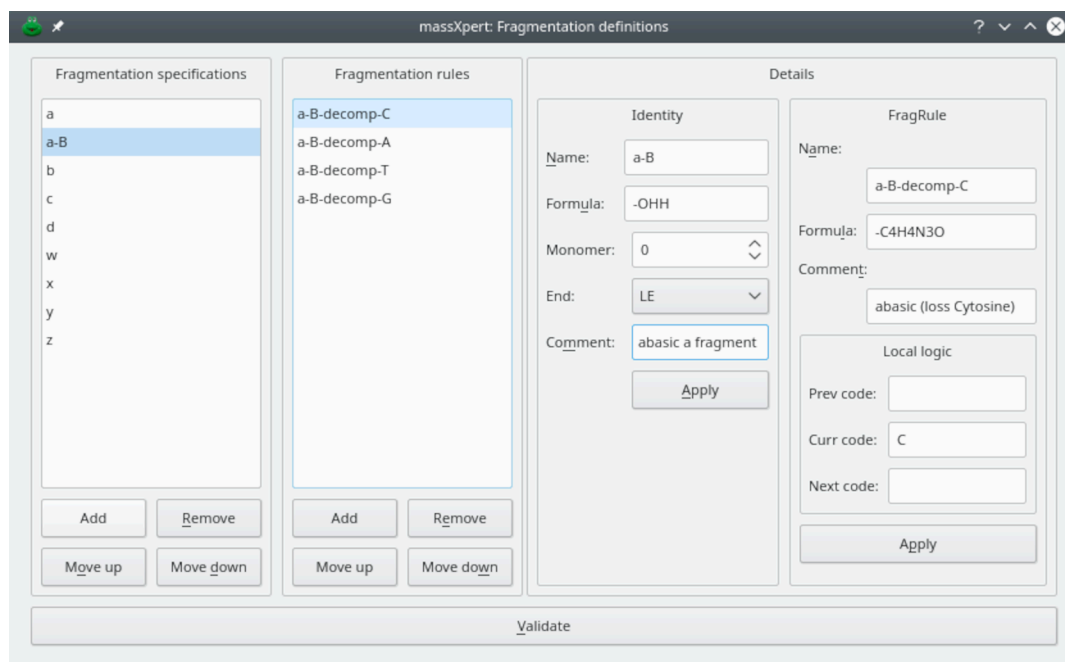 massXpert: Fragmentation definitions
Fragmentation specifications
a
a-B
b
c
d
w
x
y
z
Add
Remove
Move up
Move down
Fragmentation rules
a-B-decomp-C
a-B-decomp-A
a-B-decomp-T
a-B-decomp-G
Add
Remove
Move up
Move down
Details
Identity
Name: a-B
Formula: -OHH
Monomer: 0
End: LE
Comment: abasic a fragment
Apply
FragRule
Name:
a-B-decomp-C
Formula: -C4H4N3O
Comment:
abasic (loss Cytosine)
Local logic
Prev code:
Curr code: C
Next code:
Apply
Validate